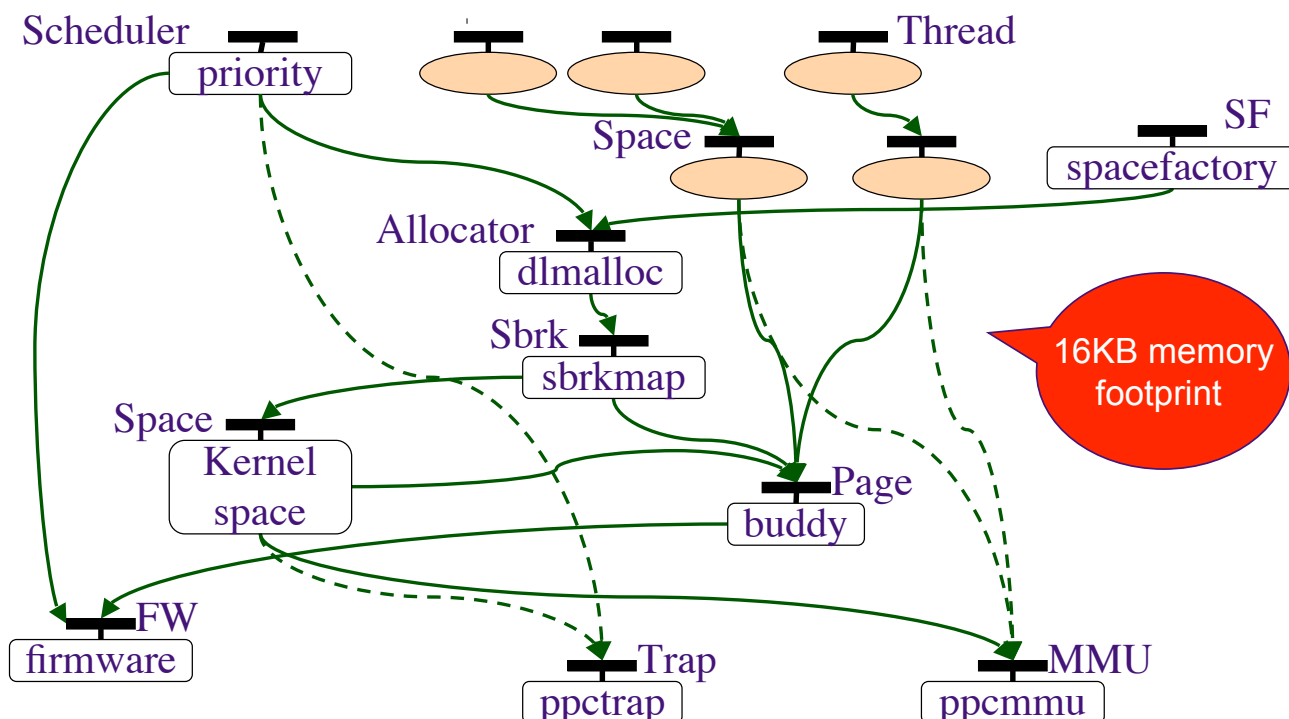 Scheduler
priority
Thread
Space
SF
spacefactory
Allocator
dlmalloc
Sbrk
sbrkmap
16KB memory
footprint
Space
Kernel
space
Page
buddy
FW
firmware
Trap
ppctrap
MMU
ppcmmu